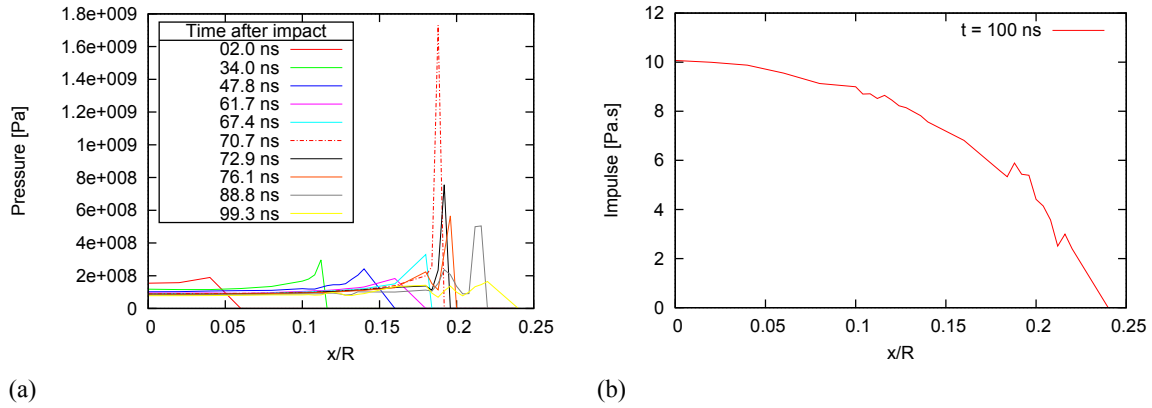 1.8e+009
1.6e+009
1.4e+009
1.2e+009
1e+009
8e+008
6e+008
4e+008
2e+008
0
Pressure [Pa]
Time after impact
02.0 ns
34.0 ns
47.8 ns
61.7 ns
67.4 ns
70.7 ns
72.9 ns
76.1 ns
88.8 ns
99.3 ns
0 0.05 0.1 0.15 0.2 0.25
x/R
(a)
12
10
8
6
4
2
0
Impulse [Pa.s]
t = 100 ns
0 0.05 0.1 0.15 0.2 0.25
x/R
(b)